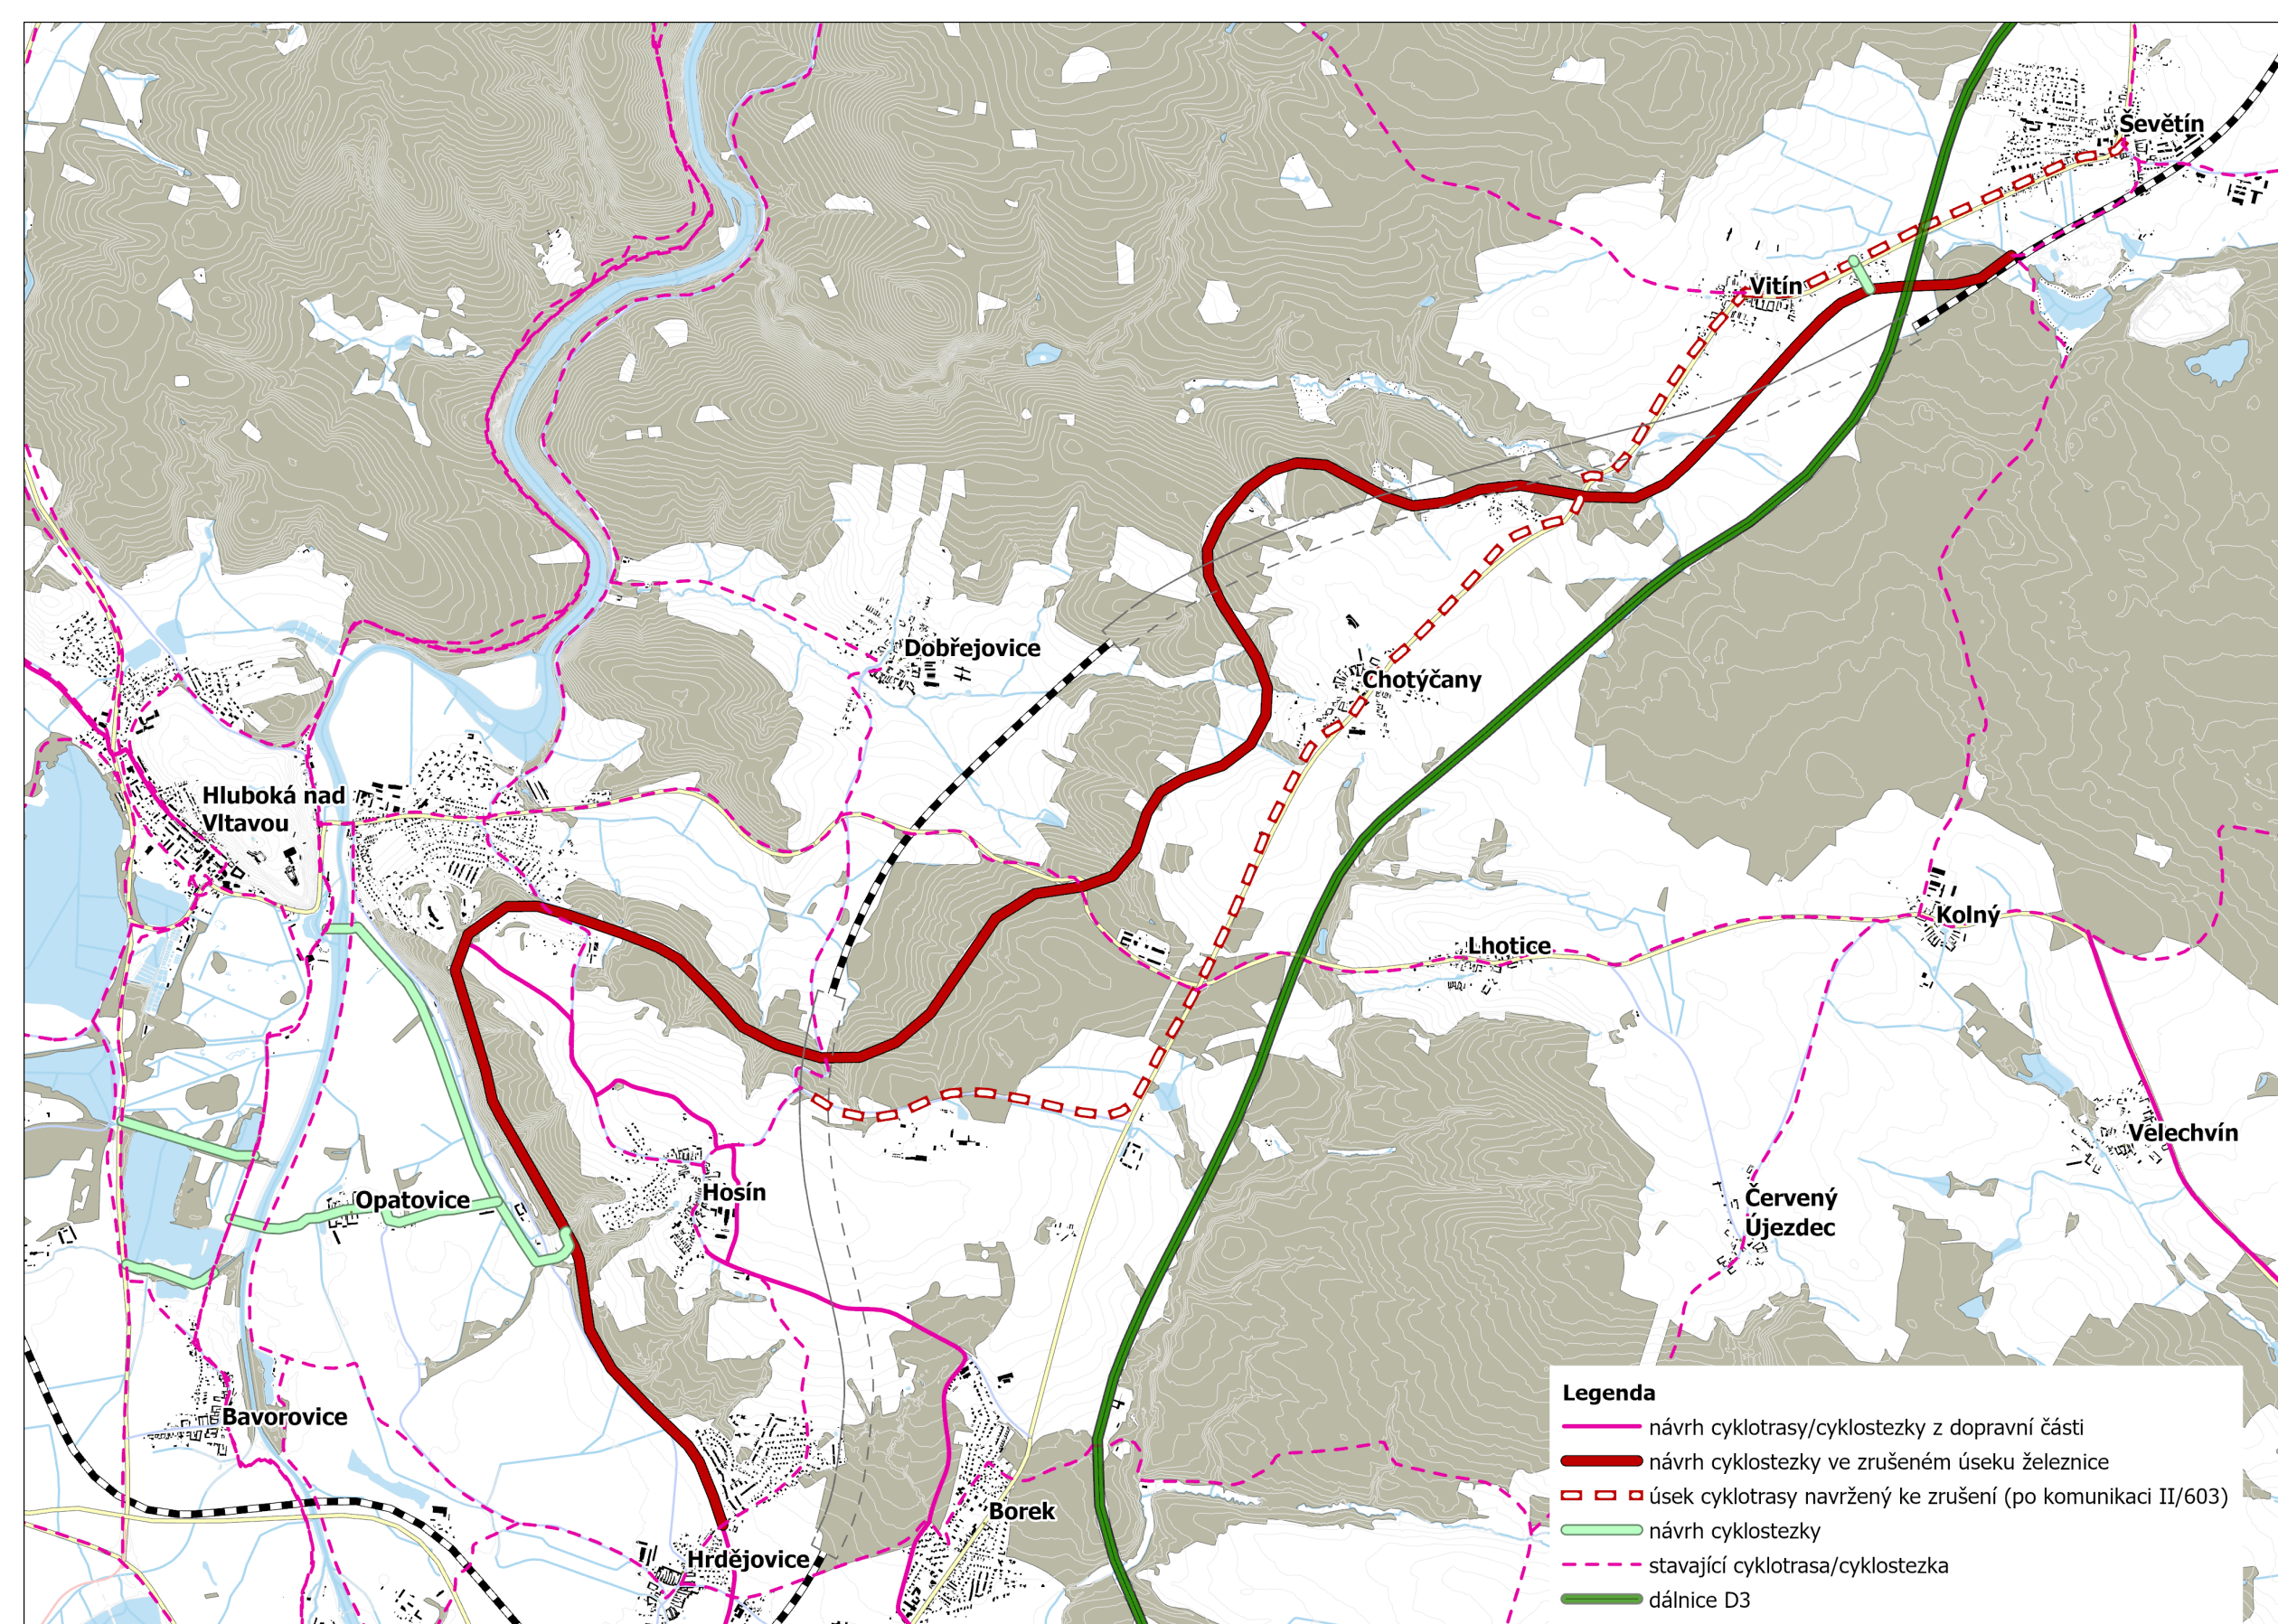 Ševětín
Vitín
Dobřejovice
Chotýčany
Hluboká nad
Vltavou
Kolný
Lhotice
Velechvín
Opatovice
Hosín
Červený
Újezdec
Bavorovice
Borek
Hrdějovice
Legenda
návrh cyklotrasy/cyklostezky z dopravní části
návrh cyklostezky ve zrušeném úseku železnice
úsek cyklotrasy navržený ke zrušení (po komunikaci II/603)
návrh cyklostezky
stavající cyklotrasa/cyklostezka
dálnice D3